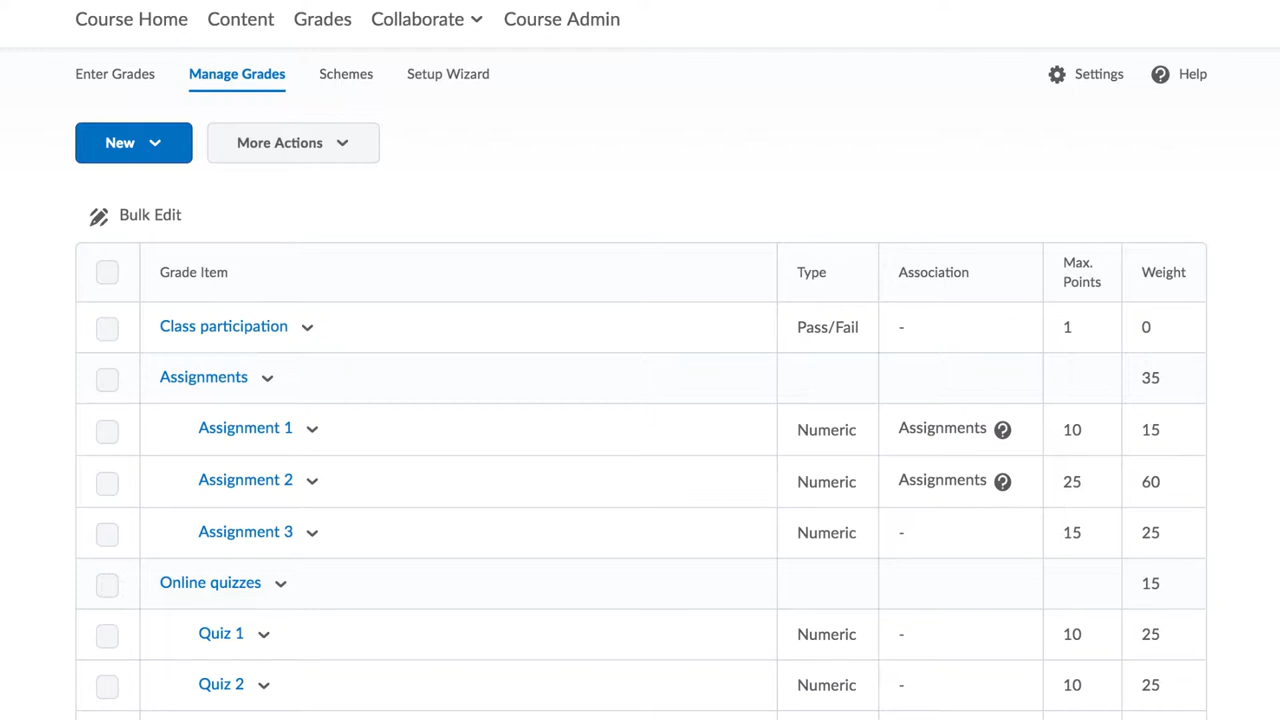 Course Home Content Grades Collaborate Course Admin
Enter Grades Manage Grades Schemes Setup Wizard Settings Help
New More Actions
Bulk Edit
Grade Item Type Association Max. Points Weight
Class participation Pass/Fail - 1 0
Assignments 35
Assignment 1 Numeric Assignments 10 15
Assignment 2 Numeric Assignments 25 60
Assignment 3 Numeric - 15 25
Online quizzes 15
Quiz 1 Numeric - 10 25
Quiz 2 Numeric - 10 25